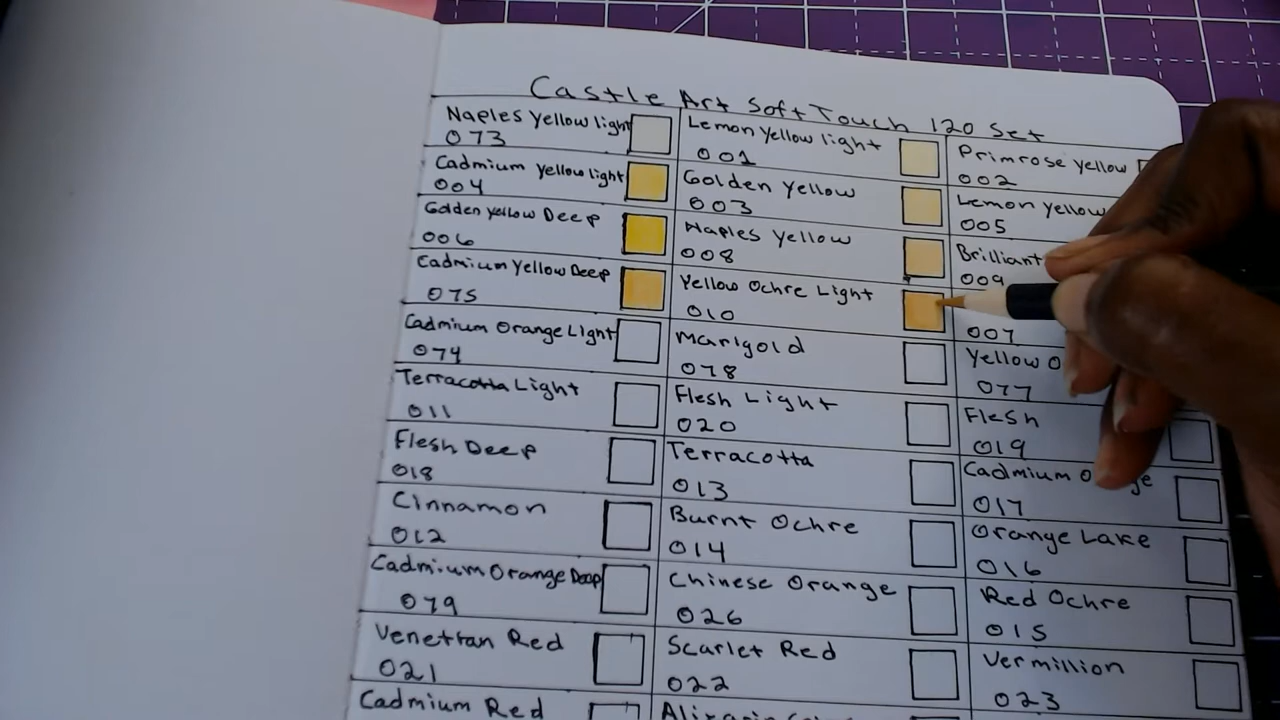 Castle Art Soft Touch 120 Set
Naples Yellow light
073
Lemon Yellow light
001
Primrose Yellow
002
Cadmium Yellow light
004
Golden Yellow
003
Lemon Yellow
005
Golden Yellow Deep
006
Naples Yellow
008
Brilliant
009
Cadmium Yellow Deep
075
Yellow Ochre Light
010
007
Cadmium Orange Light
074
Marigold
078
Yellow O
077
Terracotta Light
011
Flesh Light
020
Flesh
019
Flesh Deep
018
Terracotta
013
Cadmium O ge
017
Cinnamon
012
Burnt Ochre
014
Orange Lake
016
Cadmium Orange Deep
079
Chinese Orange
026
Red Ochre
015
Venettan Red
021
Scarlet Red
022
Vermillion
023
Cadmium Red